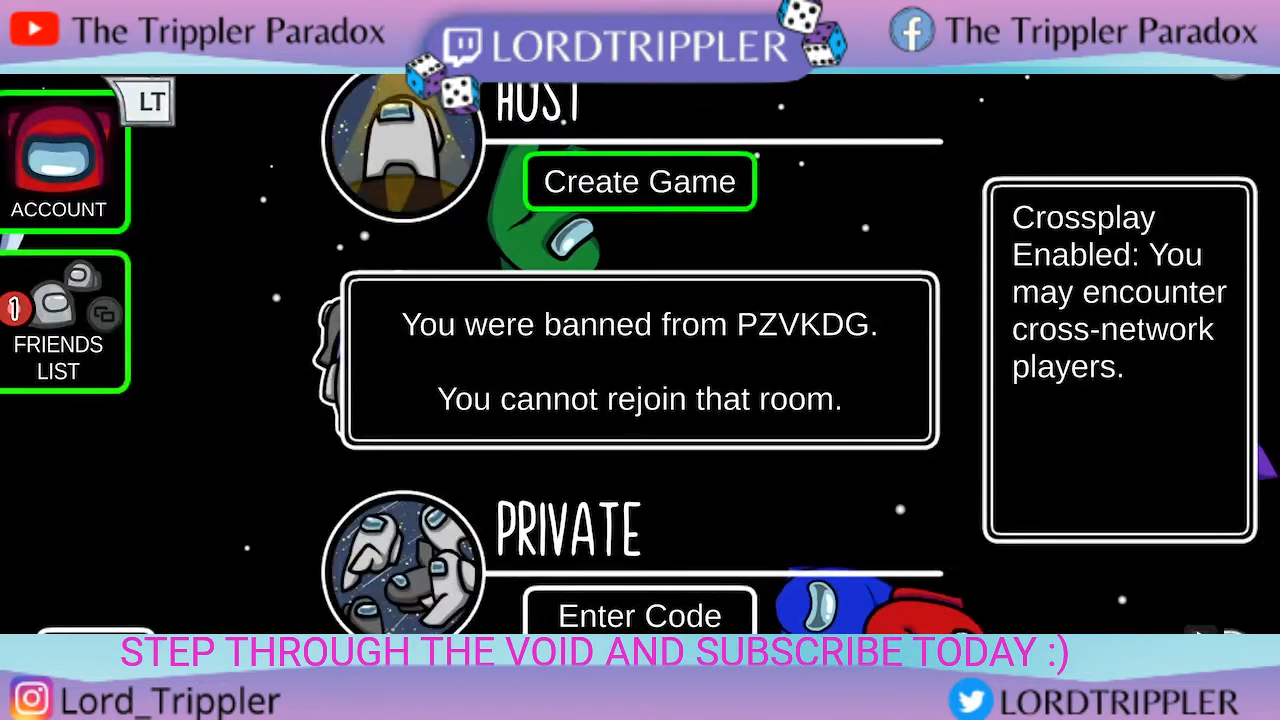 The Trippler Paradox
LORDTRIPPLER
The Trippler Paradox
LT
ACCOUNT
1
FRIENDS
LIST
HOST
Create Game
You were banned from PZVKDG.
You cannot rejoin that room.
Crossplay
Enabled: You
may encounter
cross-network
players.
PRIVATE
Enter Code
STEP THROUGH THE VOID AND SUBSCRIBE TODAY :)
Lord_Trippler
LORDTRIPPLER